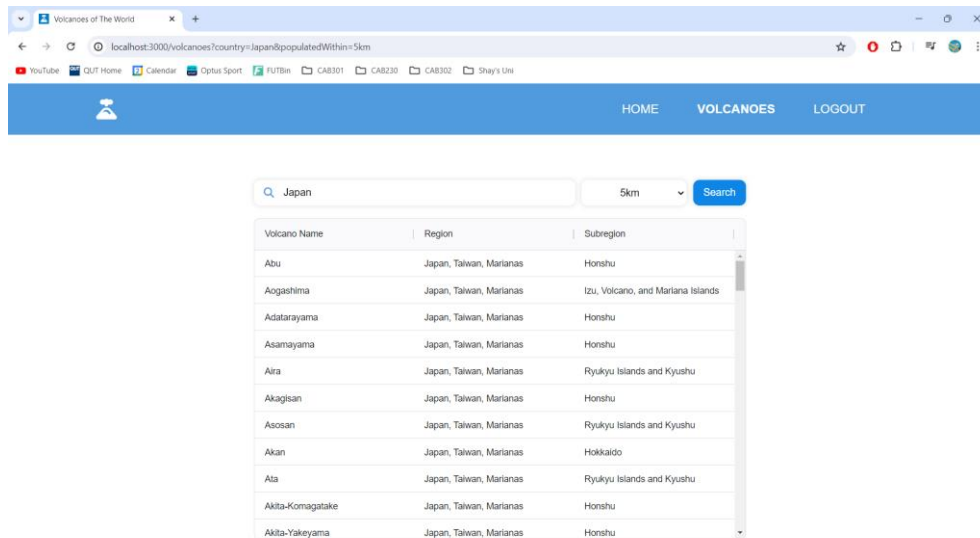 Volcanoes of The World
localhost:3000/volcanoes?country=Japan&populatedWithin=5km
YouTube QUT Home Calendar Optus Sport FUTBin CAB301 CAB230 CAB302 Shay's Uni
HOME VOLCANOES LOGOUT
Japan 5km Search
Volcano Name Region Subregion
Abu Japan, Taiwan, Marianas Honshu
Aogashima Japan, Taiwan, Marianas Izu, Volcano, and Mariana Islands
Adatarayama Japan, Taiwan, Marianas Honshu
Asamayama Japan, Taiwan, Marianas Honshu
Aira Japan, Taiwan, Marianas Ryukyu Islands and Kyushu
Akagisan Japan, Taiwan, Marianas Honshu
Asosan Japan, Taiwan, Marianas Ryukyu Islands and Kyushu
Akan Japan, Taiwan, Marianas Hokkaido
Ata Japan, Taiwan, Marianas Ryukyu Islands and Kyushu
Akita-Komagatake Japan, Taiwan, Marianas Honshu
Akita-Yakeyama Japan, Taiwan, Marianas Honshu